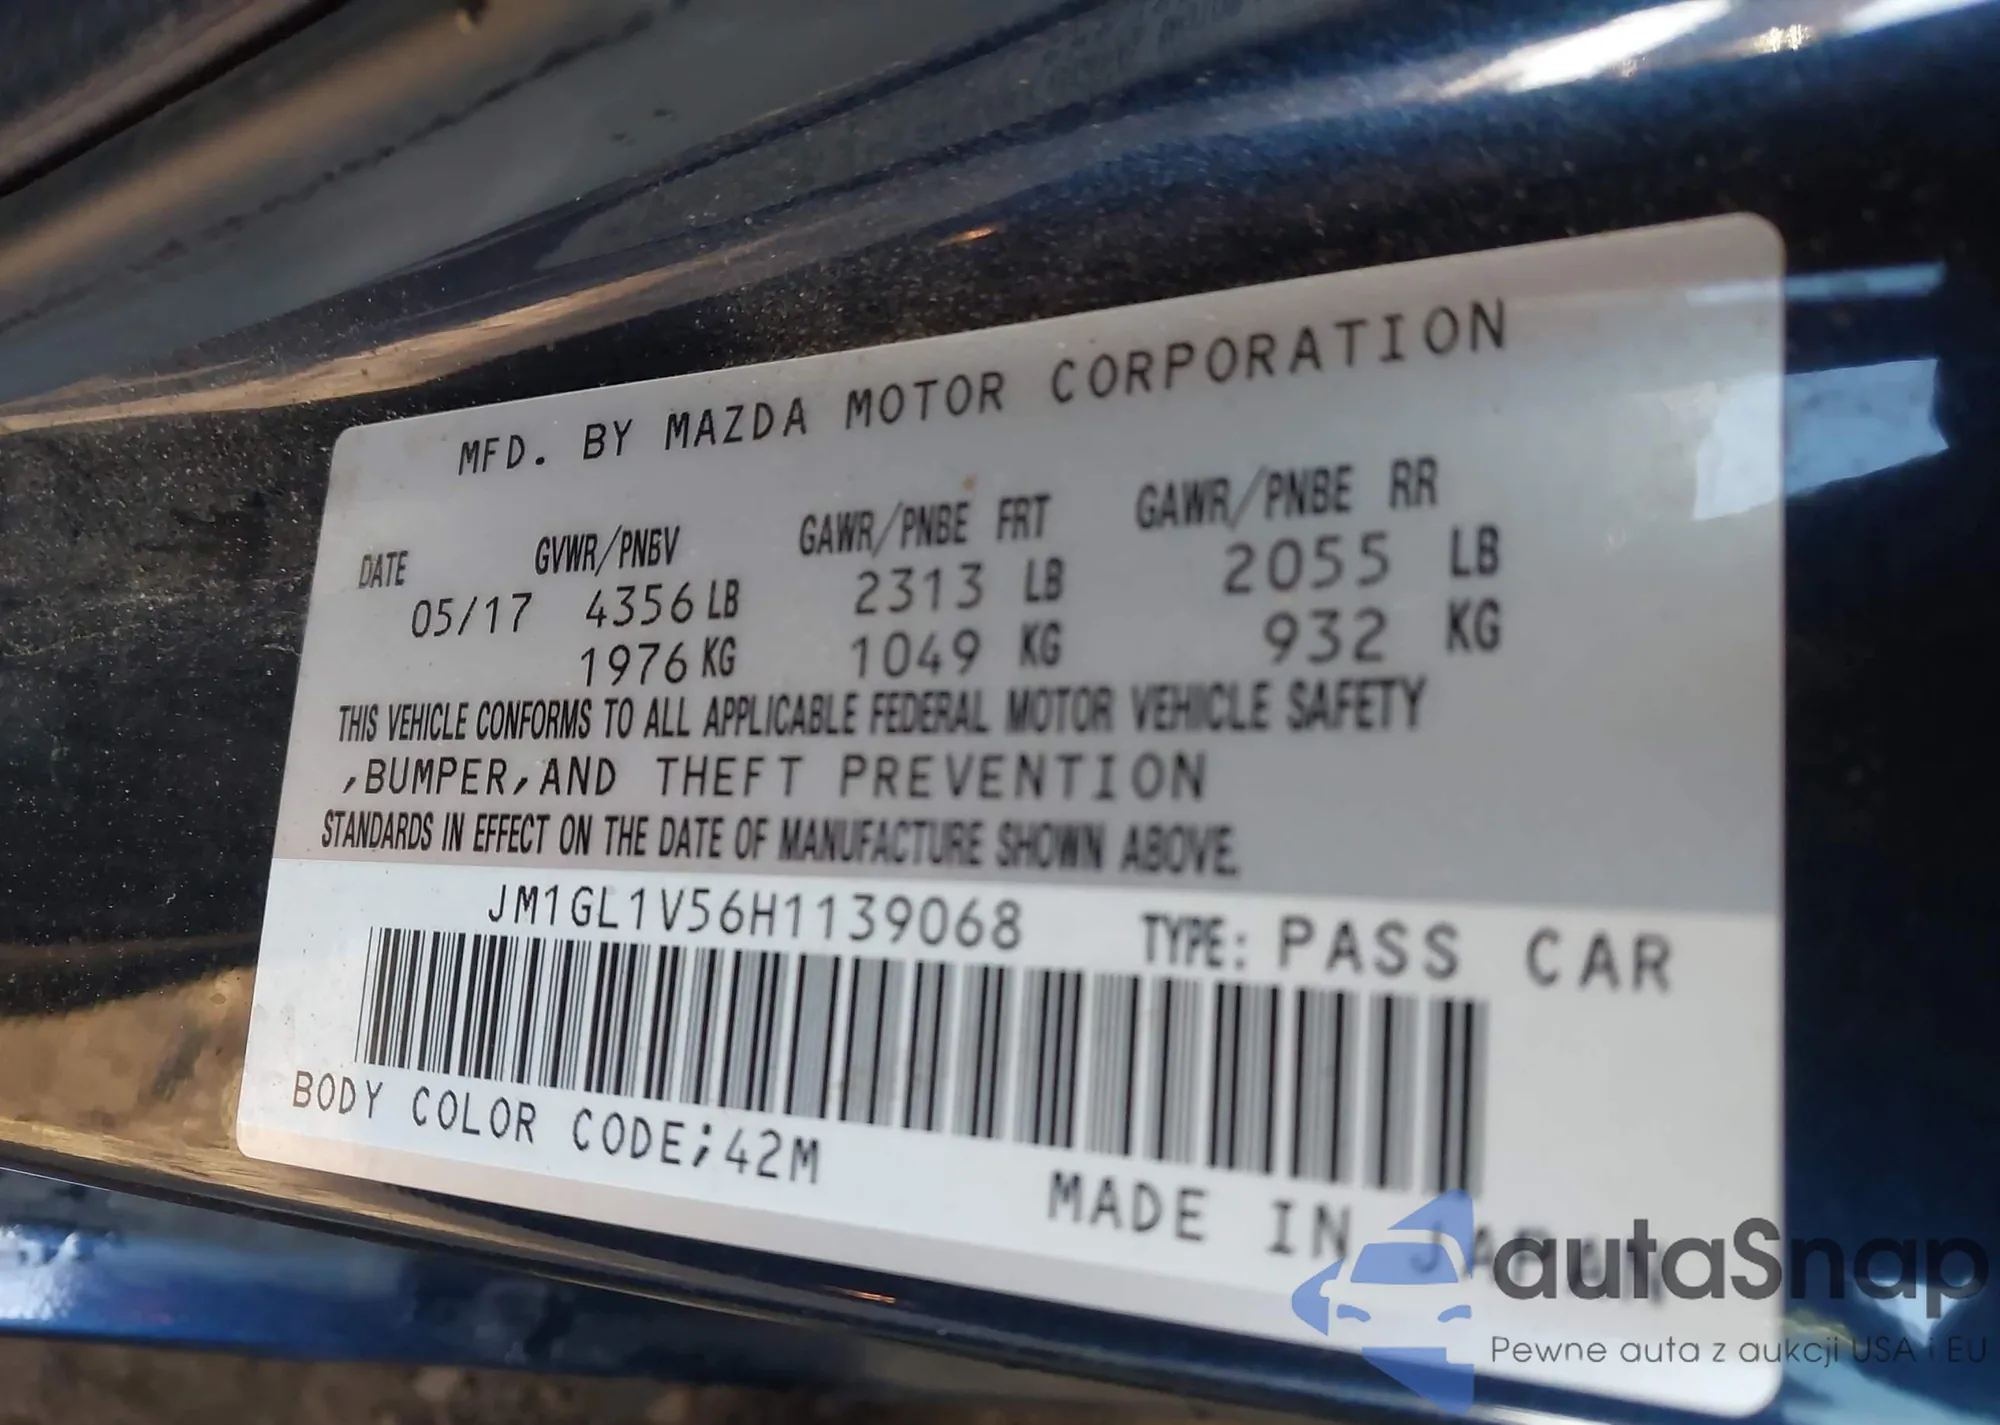 MFD. BY MAZDA MOTOR CORPORATION
DATE GVWR/PNBV GAWR/PNBE FRT GAWR/PNBE RR
05/17 4356 LB 2313 LB 2055 LB
1976 KG 1049 KG 932 KG
THIS VEHICLE CONFORMS TO ALL APPLICABLE FEDERAL MOTOR VEHICLE SAFETY
,BUMPER,AND THEFT PREVENTION
STANDARDS IN EFFECT ON THE DATE OF MANUFACTURE SHOWN ABOVE.
JM1GL1V56H1139068 TYPE: PASS CAR
BODY COLOR CODE;42M
MADE IN JAPAN
autaSnap
Pewne auta z aukcji USA i EU